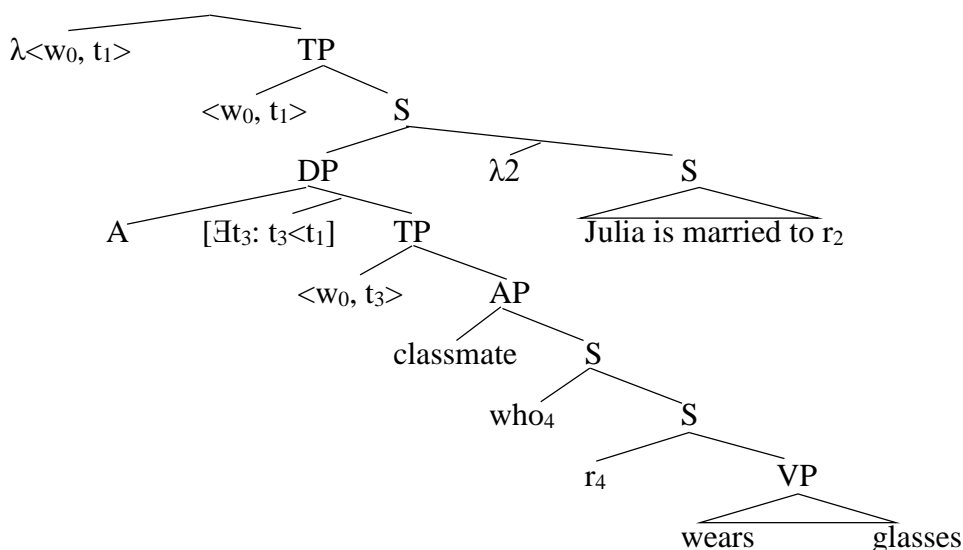 λ<w₀, t₁> TP
<w₀, t₁> S
DP λ2 S
A [∃t₃: t₃<t₁] TP Julia is married to r₂
<w₀, t₃> AP
classmate S
who₄ S
r₄ VP
wears glasses